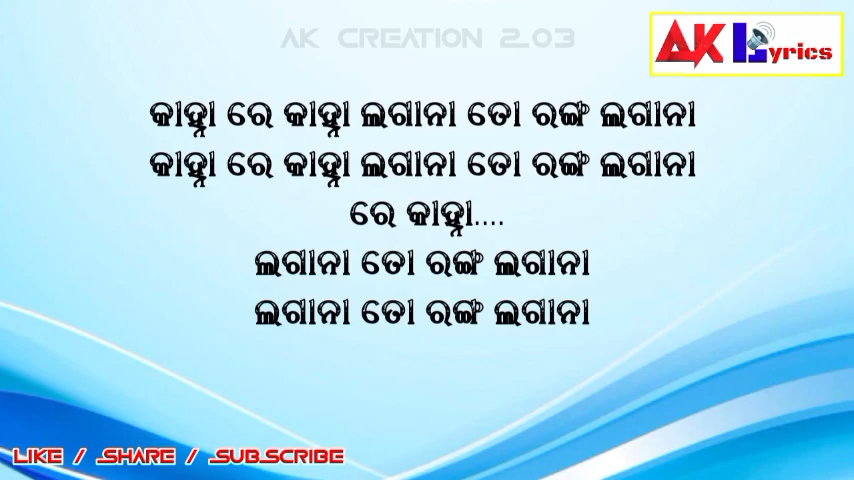 AK CREATION 2.03
AK Lyrics
କାହ୍ନା ରେ କାହ୍ନା ଲଗାନା ତୋ ରଙ୍ଗ ଲଗାନା
କାହ୍ନା ରେ କାହ୍ନା ଲଗାନା ତୋ ରଙ୍ଗ ଲଗାନା
ରେ କାହ୍ନା....
ଲଗାନା ତୋ ରଙ୍ଗ ଲଗାନା
ଲଗାନା ତୋ ରଙ୍ଗ ଲଗାନା
LIKE / SHARE / SUBSCRIBE